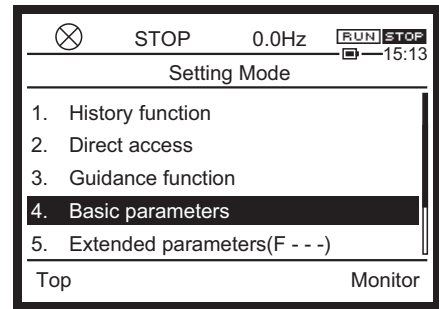 STOP 0.0Hz RUN STOP
15:13
Setting Mode
1. History function
2. Direct access
3. Guidance function
4. Basic parameters
5. Extended parameters(F - - -)
Top Monitor